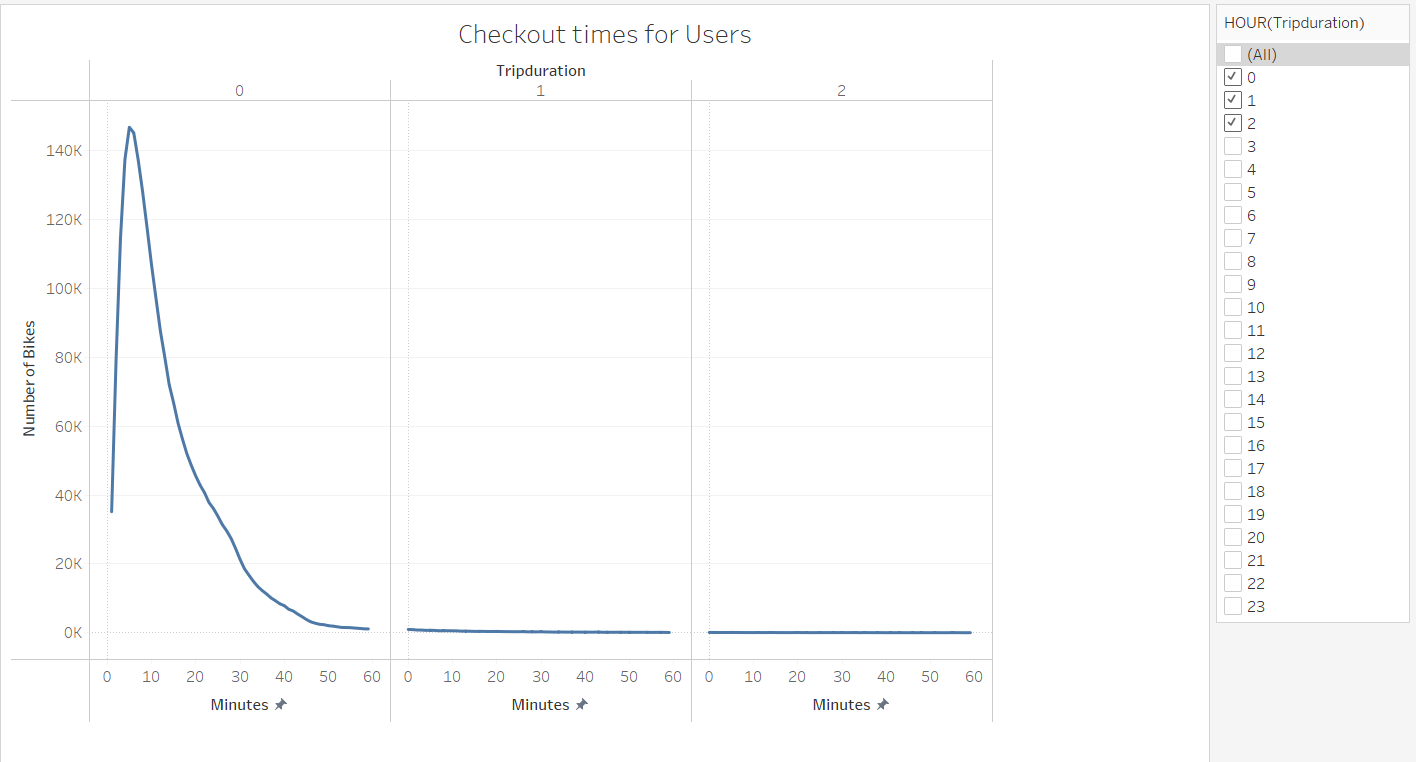 Checkout times for Users
Tripduration
0 1 2
140K
120K
100K
80K
60K
40K
20K
0K
Number of Bikes
0 10 20 30 40 50 60 0 10 20 30 40 50 60 0 10 20 30 40 50 60
Minutes Minutes Minutes
HOUR(Tripduration)
(All)
0
1
2
3
4
5
6
7
8
9
10
11
12
13
14
15
16
17
18
19
20
21
22
23